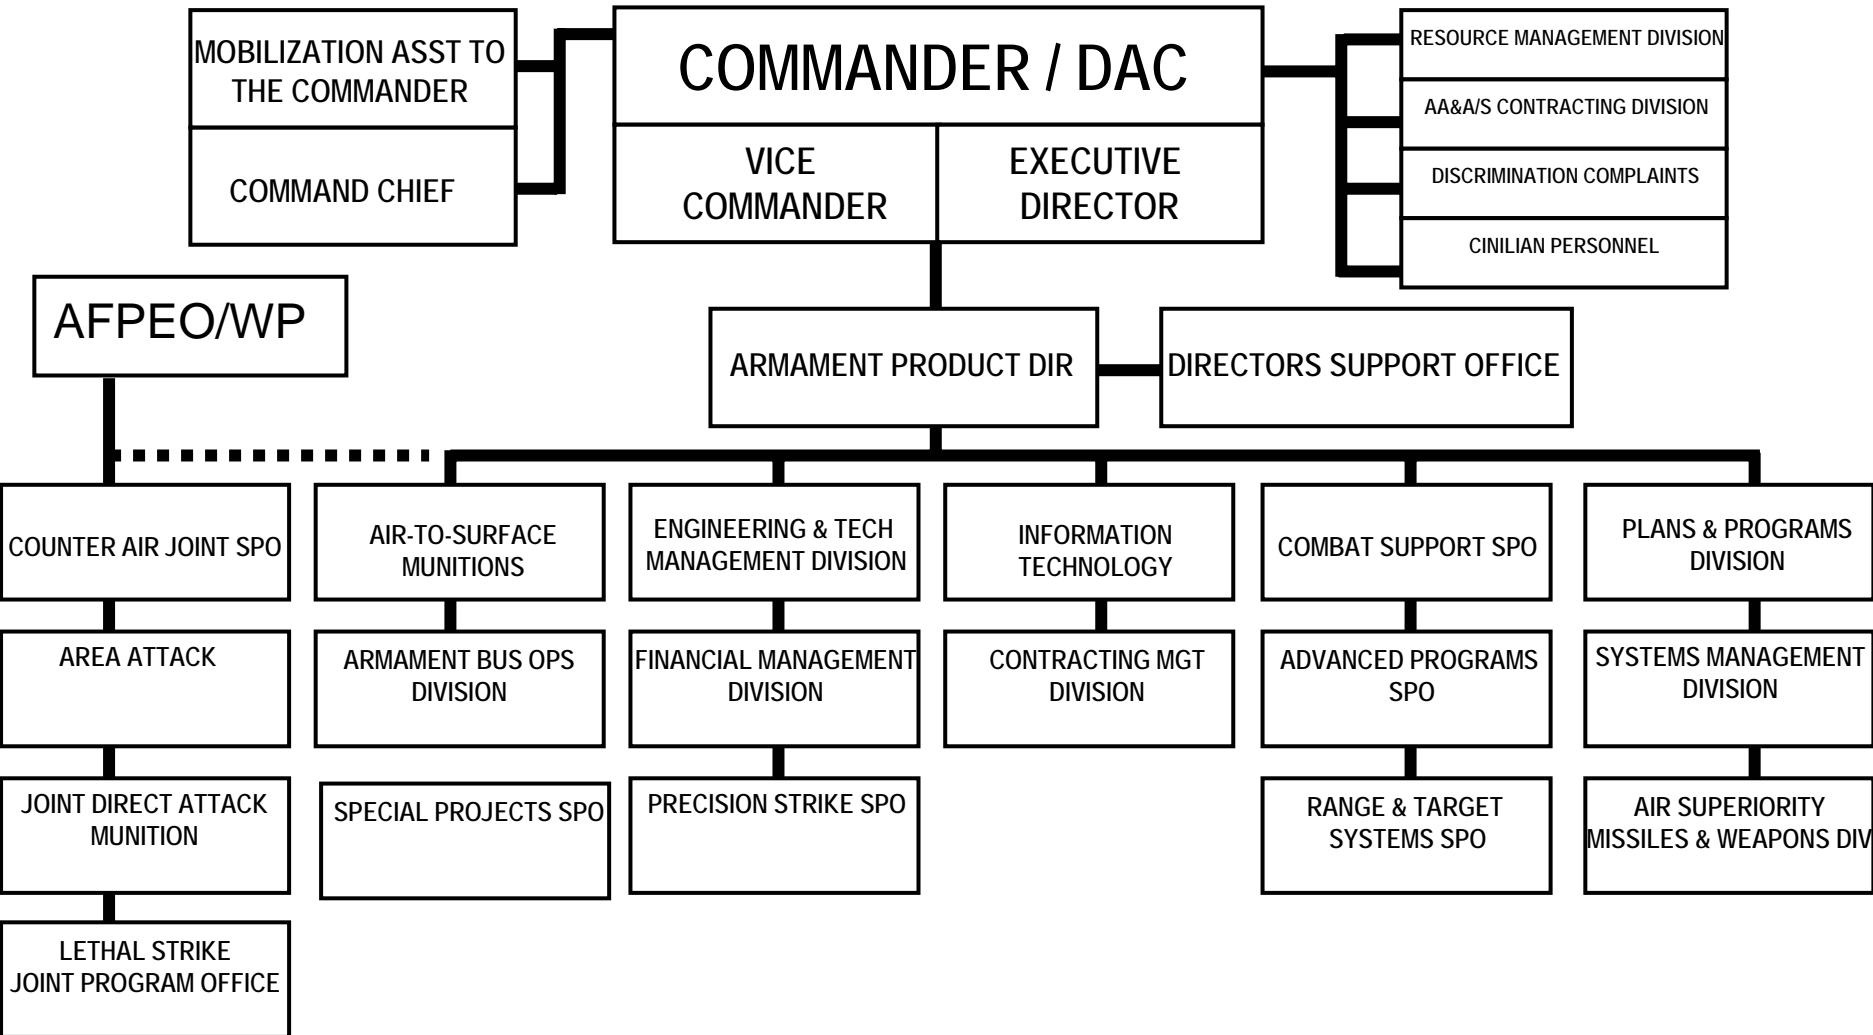 MOBILIZATION ASST TO
THE COMMANDER
COMMAND CHIEF
COMMANDER / DAC
VICE
COMMANDER
EXECUTIVE
DIRECTOR
RESOURCE MANAGEMENT DIVISION
AA&A/S CONTRACTING DIVISION
DISCRIMINATION COMPLAINTS
CINILIAN PERSONNEL
AFPEO/WP
ARMAMENT PRODUCT DIR
DIRECTORS SUPPORT OFFICE
COUNTER AIR JOINT SPO
AIR-TO-SURFACE
MUNITIONS
ENGINEERING & TECH
MANAGEMENT DIVISION
INFORMATION
TECHNOLOGY
COMBAT SUPPORT SPO
PLANS & PROGRAMS
DIVISION
AREA ATTACK
ARMAMENT BUS OPS
DIVISION
FINANCIAL MANAGEMENT
DIVISION
CONTRACTING MGT
DIVISION
ADVANCED PROGRAMS
SPO
SYSTEMS MANAGEMENT
DIVISION
JOINT DIRECT ATTACK
MUNITION
SPECIAL PROJECTS SPO
PRECISION STRIKE SPO
RANGE & TARGET
SYSTEMS SPO
AIR SUPERIORITY
MISSILES & WEAPONS DIV
LETHAL STRIKE
JOINT PROGRAM OFFICE